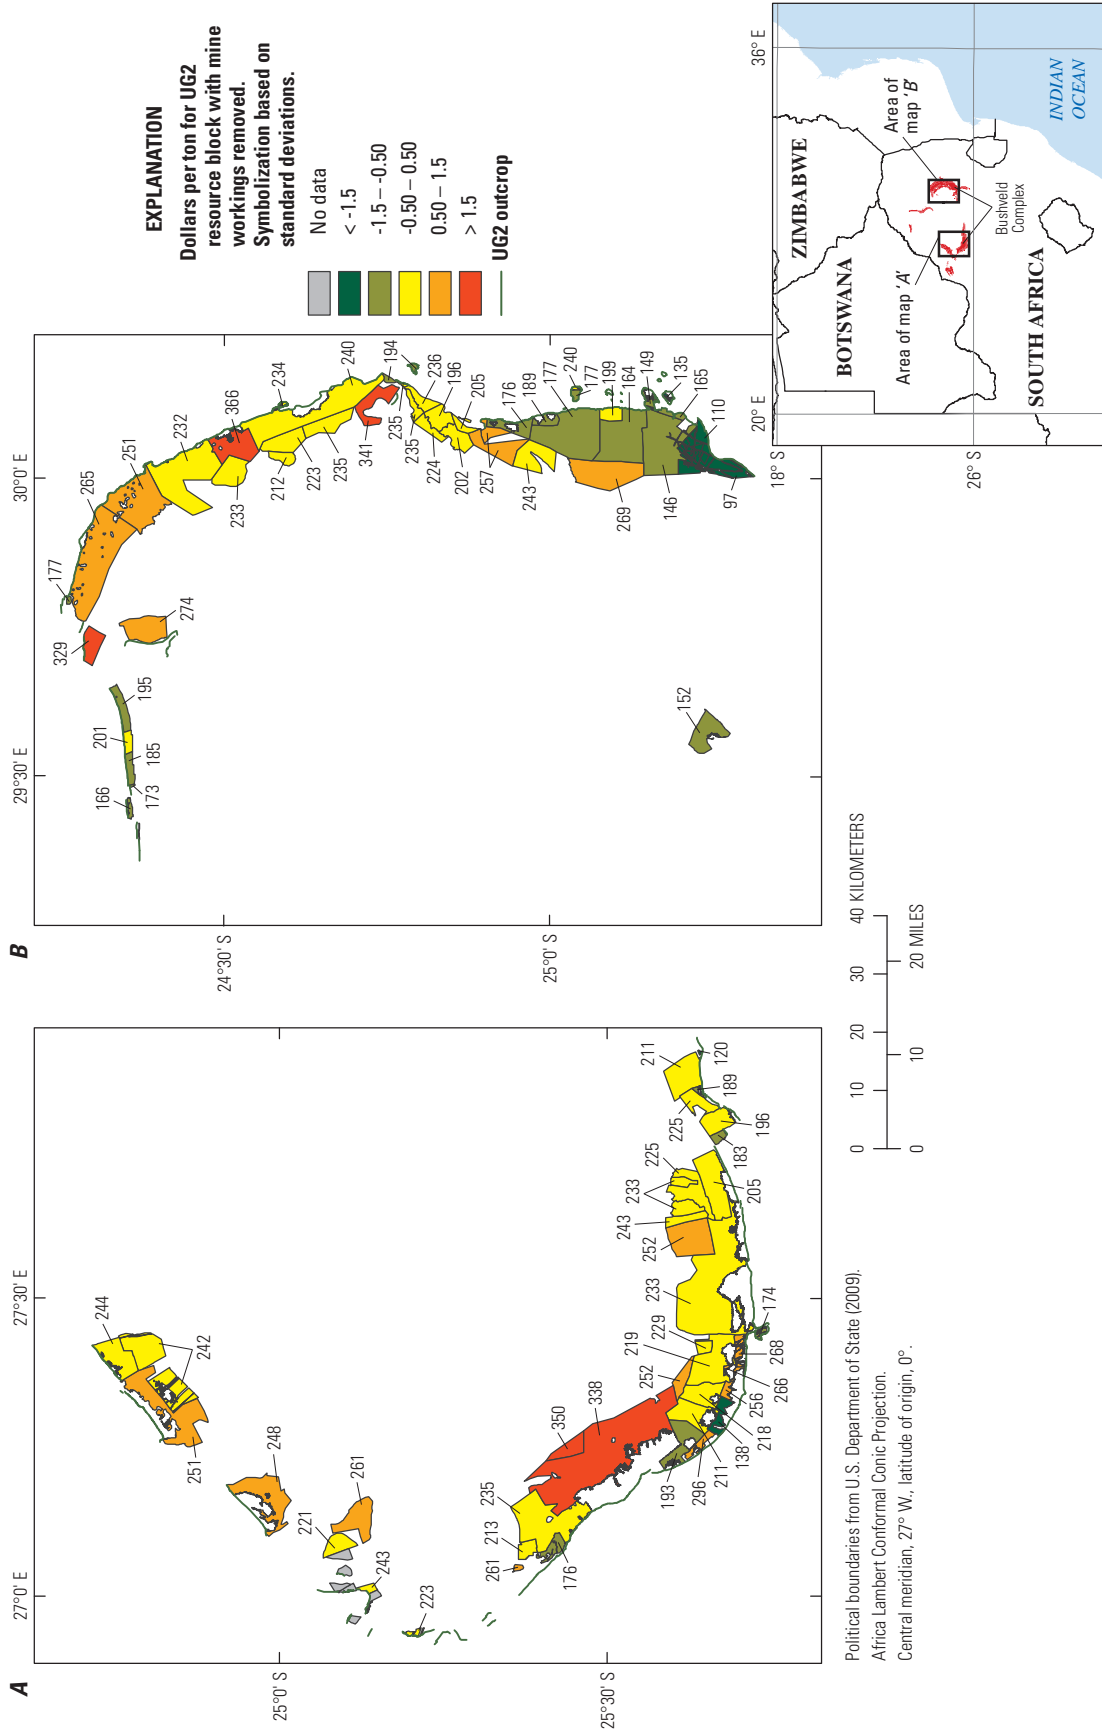 A
27°0' E
27°30' E
25°0' S
25°30' S
244
242
251
248
261
221
243
223
235
213
261
176
350
338
252
219
229
233
252
243
233
225
225
211
120
189
196
183
205
174
268
266
256
218
138
211
296
193
B
29°30' E
30°0' E
24°30' S
25°0' S
177
265
251
232
366
234
240
194
329
274
195
201
185
173
166
233
212
223
235
341
235
236
196
205
235
224
202
257
243
176
189
177
240
177
199
164
149
135
165
110
269
146
97
152
EXPLANATION
Dollars per ton for UG2
resource block with mine
workings removed.
Symbolization based on
standard deviations.
No data
< -1.5
-1.5 – -0.50
-0.50 – 0.50
0.50 – 1.5
> 1.5
UG2 outcrop
20° E
36° E
18° S
26° S
ZIMBABWE
BOTSWANA
Area of map 'A'
Area of
map 'B'
Bushveld
Complex
SOUTH AFRICA
INDIAN
OCEAN
0 10 20 30 40 KILOMETERS
0 10 20 MILES
Political boundaries from U.S. Department of State (2009).
Africa Lambert Conformal Conic Projection.
Central meridian, 27° W., latitude of origin, 0°.